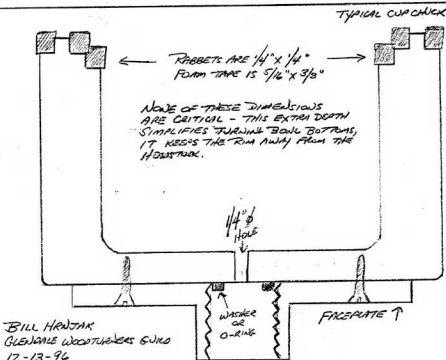 TYPICAL CUP CHUCK
RABBETS ARE 1/4" x 1/4"
FOAM TAPE IS 5/16" x 3/8"
NONE OF THESE DIMENSIONS
ARE CRITICAL - THIS EXTRA DEPTH
SIMPLIFIES TURNING BOWL BOTTOMS,
IT KEEPS THE RIM AWAY FROM THE
HEADSTOCK.
1/4" Ø
HOLE
WASHER
OR
O-RING
FACEPLATE ↑
BILL HRNJAK
GLENDALE WOODTURNERS GUILD
12-13-96